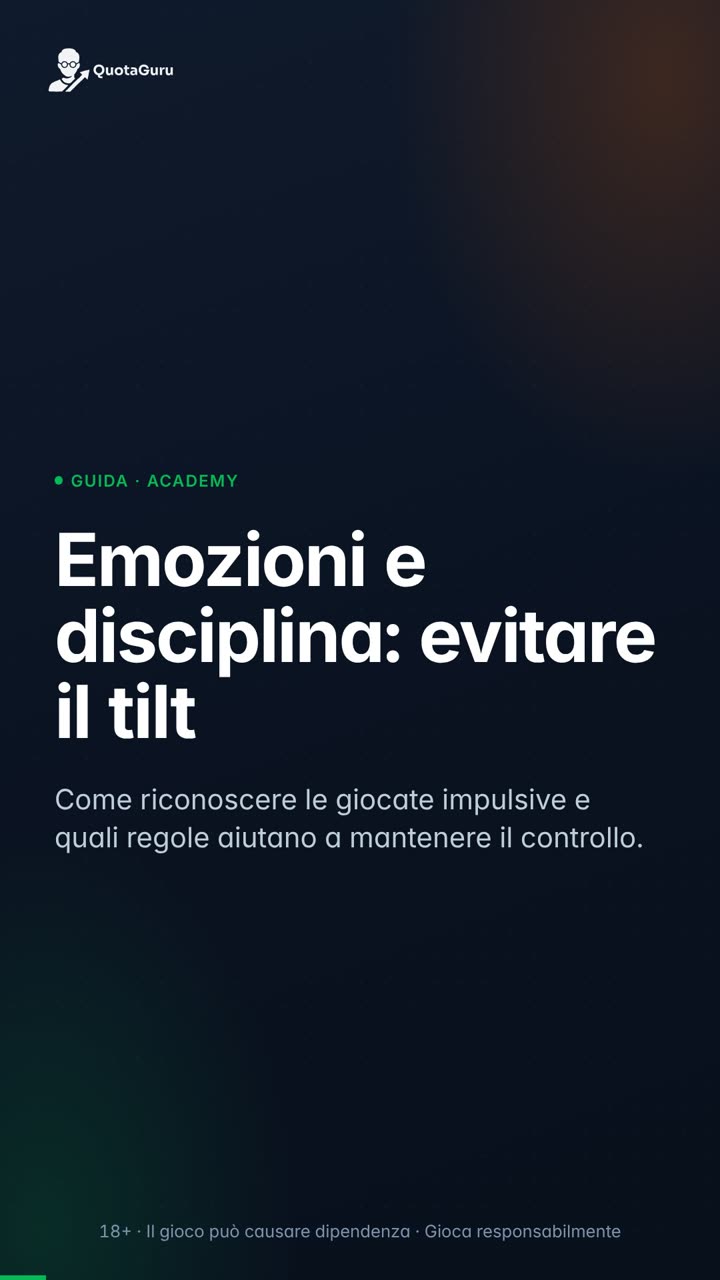 QuotaGuru
GUIDA · ACADEMY
Emozioni e
disciplina: evitare
il tilt
Come riconoscere le giocate impulsive e
quali regole aiutano a mantenere il controllo.
18+ · Il gioco può causare dipendenza · Gioca responsabilmente